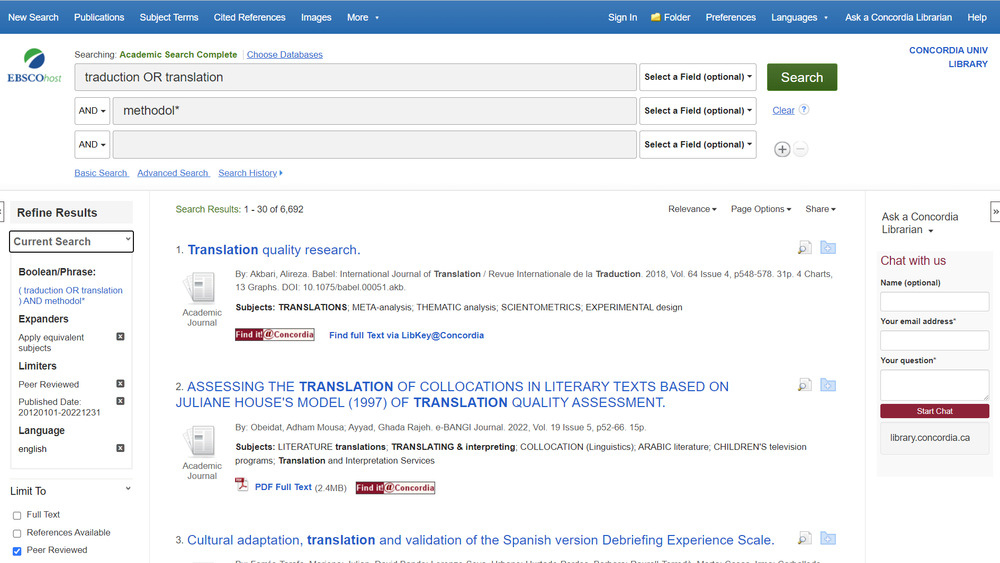 New Search Publications Subject Terms Cited References Images More Sign In Folder Preferences Languages Ask a Concordia Librarian Help
EBSCOhost
Searching: Academic Search Complete Choose Databases
CONCORDIA UNIV
LIBRARY
traduction OR translation Select a Field (optional) Search
AND methodol* Select a Field (optional) Clear ?
AND Select a Field (optional)
Basic Search Advanced Search Search History
Refine Results
Current Search
Boolean/Phrase:
( traduction OR translation
) AND methodol*
Expanders
Apply equivalent
subjects
Limiters
Peer Reviewed
Published Date:
20120101-20221231
Language
english
Limit To
Full Text
References Available
Peer Reviewed
Search Results: 1 - 30 of 6,692 Relevance Page Options Share
1. Translation quality research.
Academic
Journal
By: Akbari, Alireza. Babel: International Journal of Translation / Revue Internationale de la Traduction. 2018, Vol. 64 Issue 4, p548-578. 31p. 4 Charts,
13 Graphs. DOI: 10.1075/babel.00051.akb.
Subjects: TRANSLATIONS; META-analysis; THEMATIC analysis; SCIENTOMETRICS; EXPERIMENTAL design
Find it!@Concordia Find full Text via LibKey@Concordia
2. ASSESSING THE TRANSLATION OF COLLOCATIONS IN LITERARY TEXTS BASED ON
JULIANE HOUSE'S MODEL (1997) OF TRANSLATION QUALITY ASSESSMENT.
Academic
Journal
By: Obeidat, Adham Mousa; Ayyad, Ghada Rajeh. e-BANGI Journal. 2022, Vol. 19 Issue 5, p52-66. 15p.
Subjects: LITERATURE translations; TRANSLATING & interpreting; COLLOCATION (Linguistics); ARABIC literature; CHILDREN'S television
programs; Translation and Interpretation Services
PDF Full Text (2.4MB) Find it!@Concordia
3. Cultural adaptation, translation and validation of the Spanish version Debriefing Experience Scale.
Ask a Concordia
Librarian
»
Chat with us
Name (optional)
Your email address*
Your question*
Start Chat
library.concordia.ca